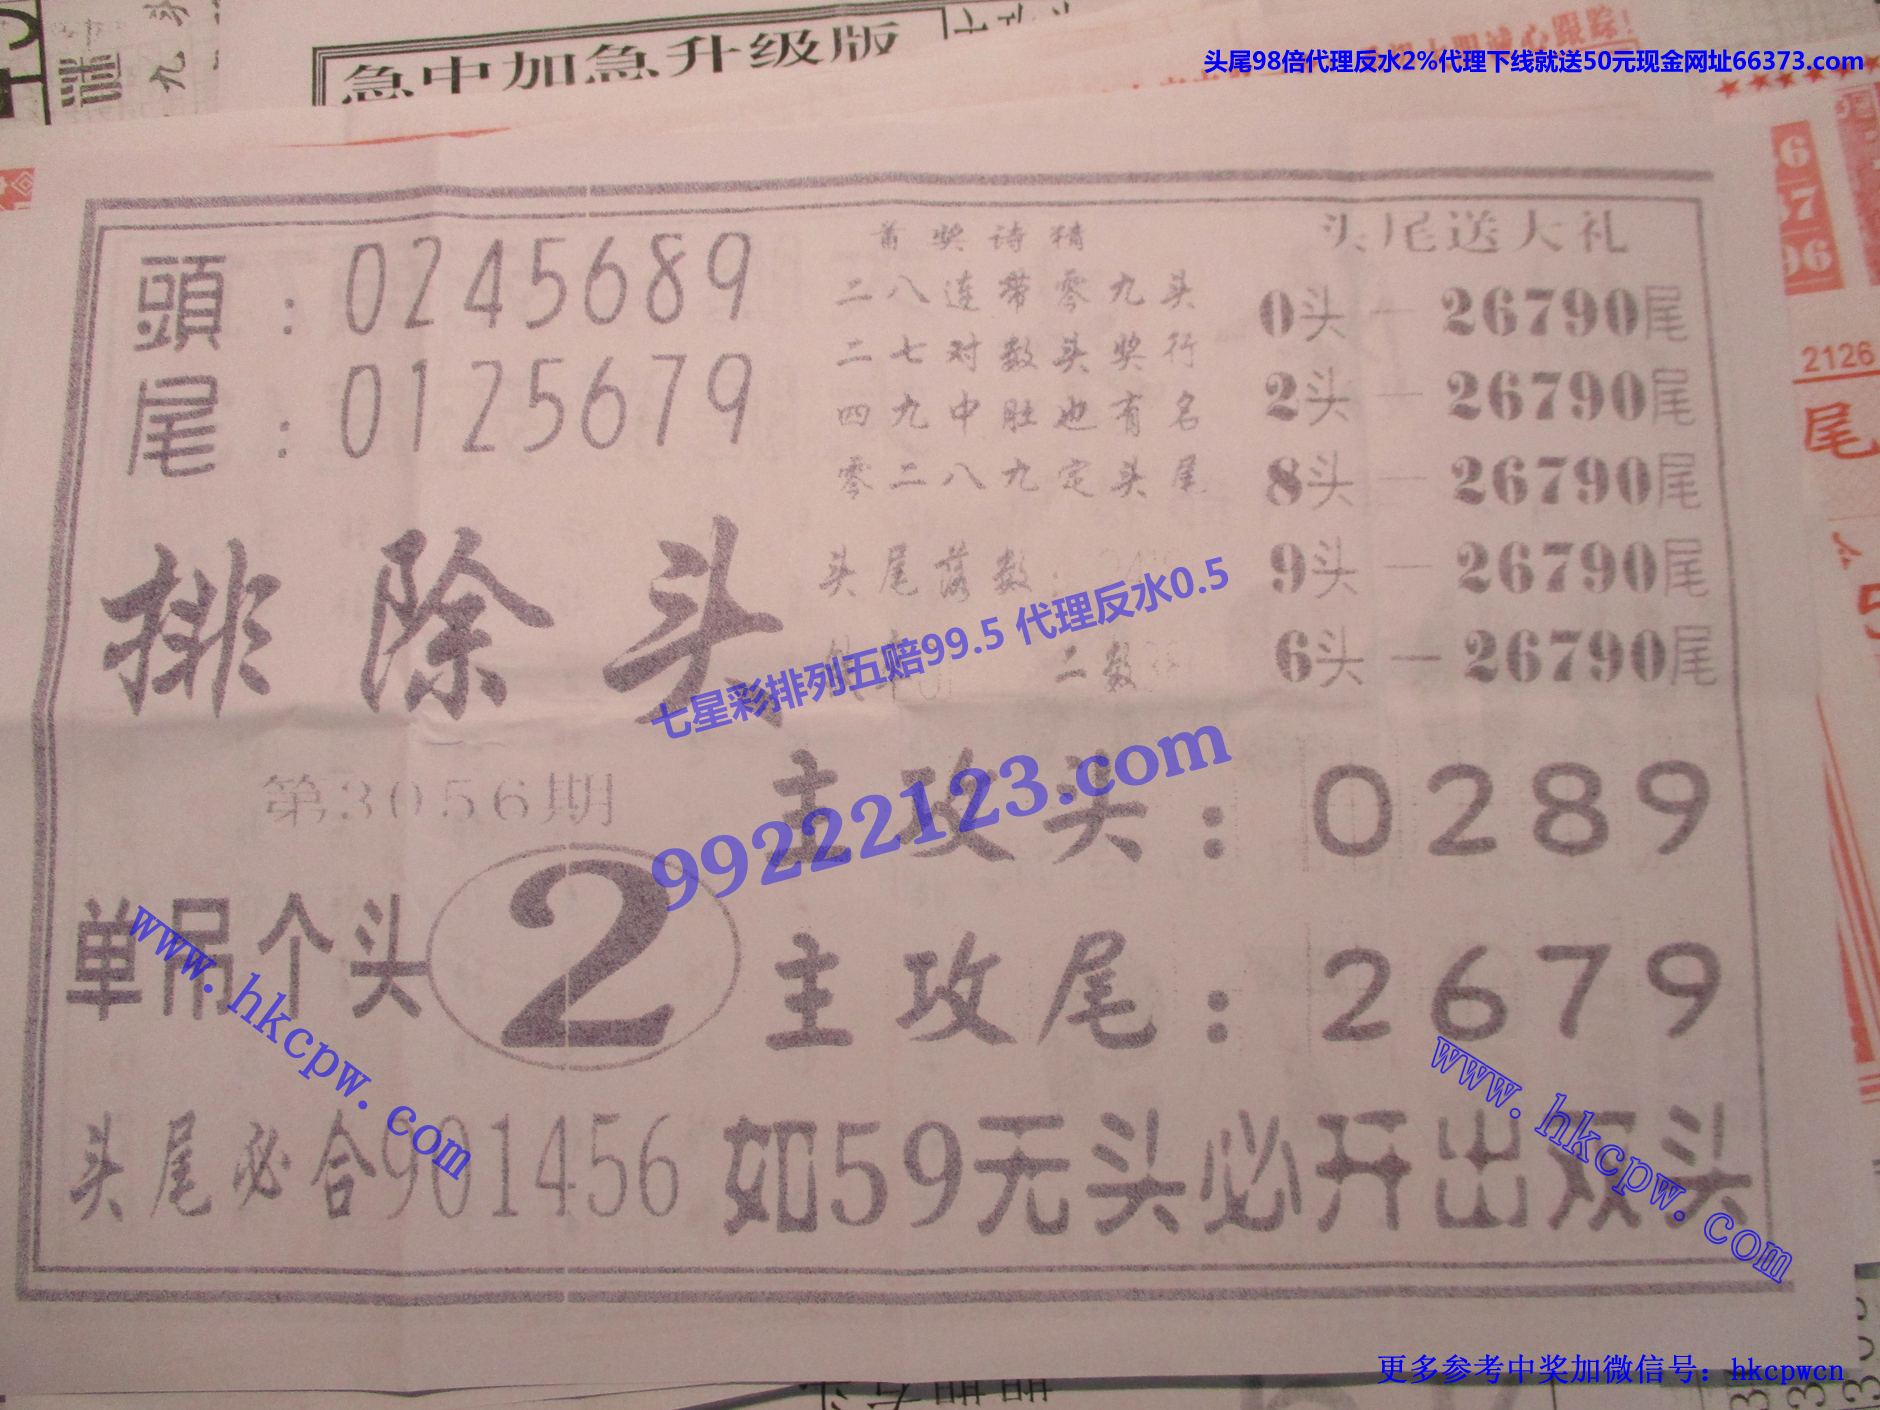 急中加急升级版
头尾98倍代理反水2%代理下线就送50元现金网址66373.com
頭：0245689
尾：0125679
首奖诗猜
二八连带零九头
二七对数头奖行
四九中肚也有名
零二八九定头尾
头尾送大礼
0头—26790尾
2头—26790尾
8头—26790尾
9头—26790尾
6头—26790尾
排除头
头尾落数：
二数
七星彩排列五赔99.5 代理反水0.5
99222123.com
第3056期
单吊个头 2
主攻头：0289
主攻尾：2679
www.hkcpw.com
www.hkcpw.com
头尾必合901456
如59无头必开出双头
更多参考中奖加微信号：hkcpwcn
2126
尾